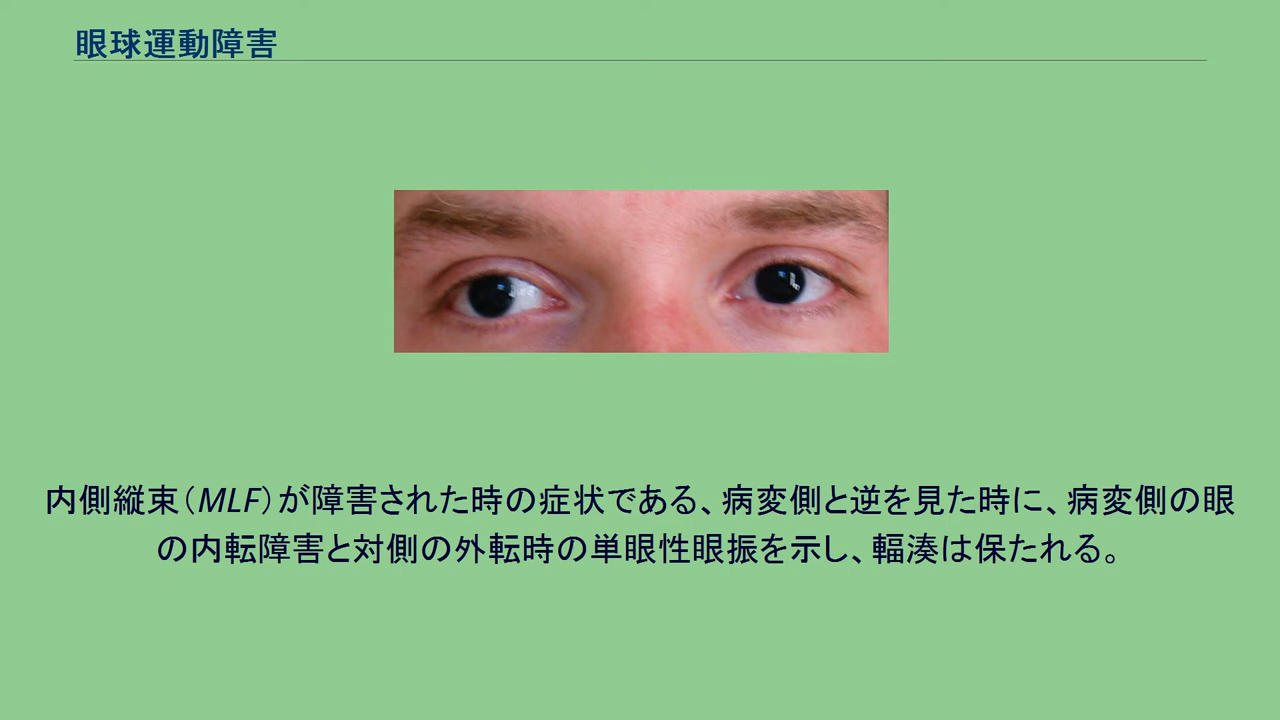 眼球運動障害
内側縦束（MLF）が障害された時の症状である、病変側と逆を見た時に、病変側の眼
の内転障害と対側の外転時の単眼性眼振を示し、輻湊は保たれる。